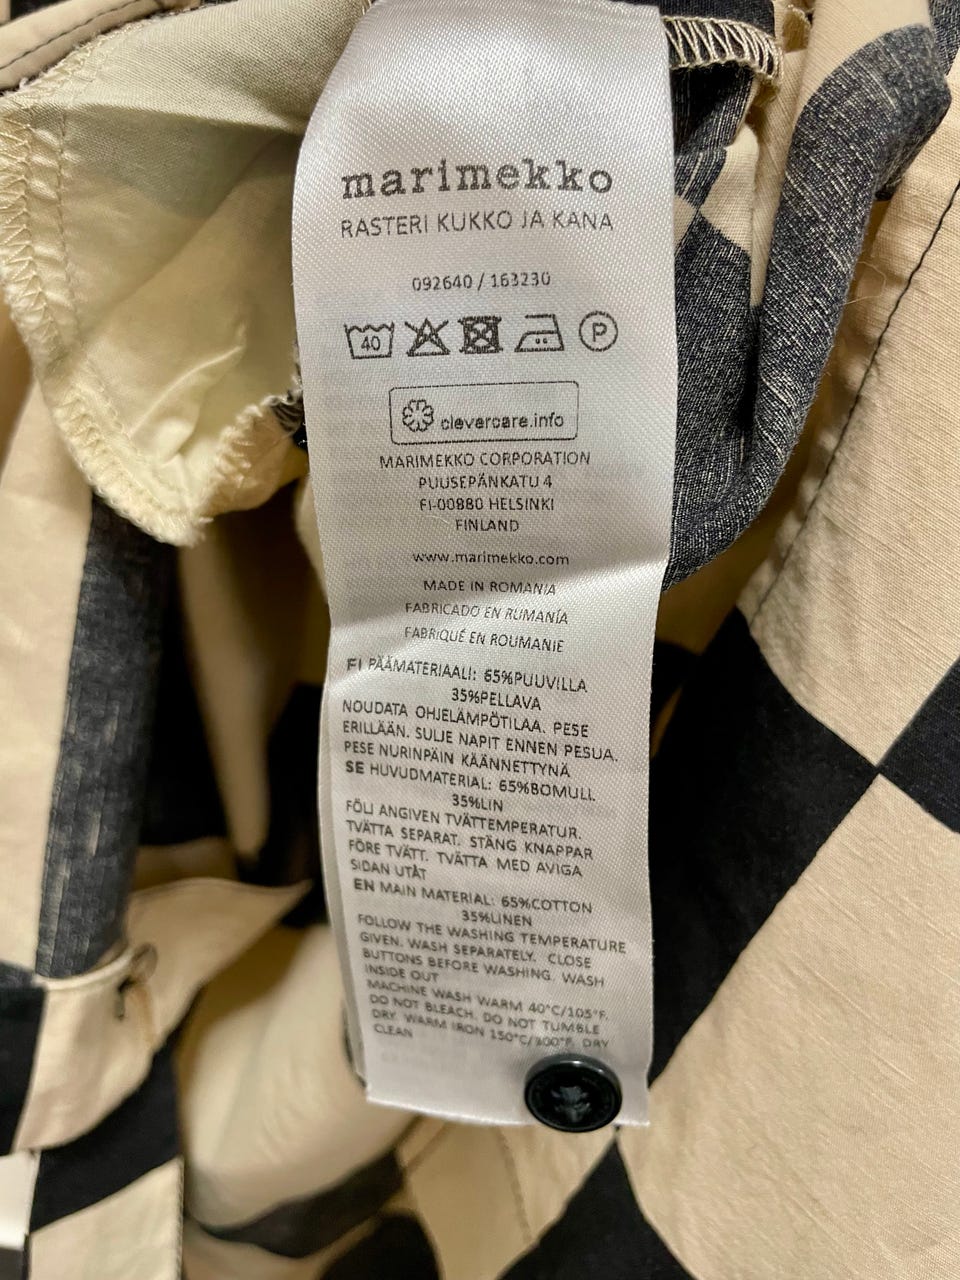 marimekko
RASTERI KUKKO JA KANA
092640 / 163230
40 P
clevercare.info
MARIMEKKO CORPORATION
PUUSEPÄNKATU 4
FI-00880 HELSINKI
FINLAND
www.marimekko.com
MADE IN ROMANIA
FABRICADO EN RUMANÍA
FABRIQUÉ EN ROUMANIE
FI PÄÄMATERIAALI: 65%PUUVILLA
35%PELLAVA
NOUDATA OHJELÄMPÖTILAA. PESE
ERILLÄÄN. SULJE NAPIT ENNEN PESUA.
PESE NURINPÄIN KÄÄNNETTYNÄ
SE HUVUDMATERIAL: 65%BOMULL
35%LIN
FÖLJ ANGIVEN TVÄTTEMPERATUR.
TVÄTTA SEPARAT. STÄNG KNAPPAR
FÖRE TVÄTT. TVÄTTA MED AVIGA
SIDAN UTÅT
EN MAIN MATERIAL: 65%COTTON
35%LINEN
FOLLOW THE WASHING TEMPERATURE
GIVEN. WASH SEPARATELY. CLOSE
BUTTONS BEFORE WASHING. WASH
INSIDE OUT
MACHINE WASH WARM 40°C/105°F.
DO NOT BLEACH. DO NOT TUMBLE
DRY. WARM IRON 150°C/300°F. DRY
CLEAN